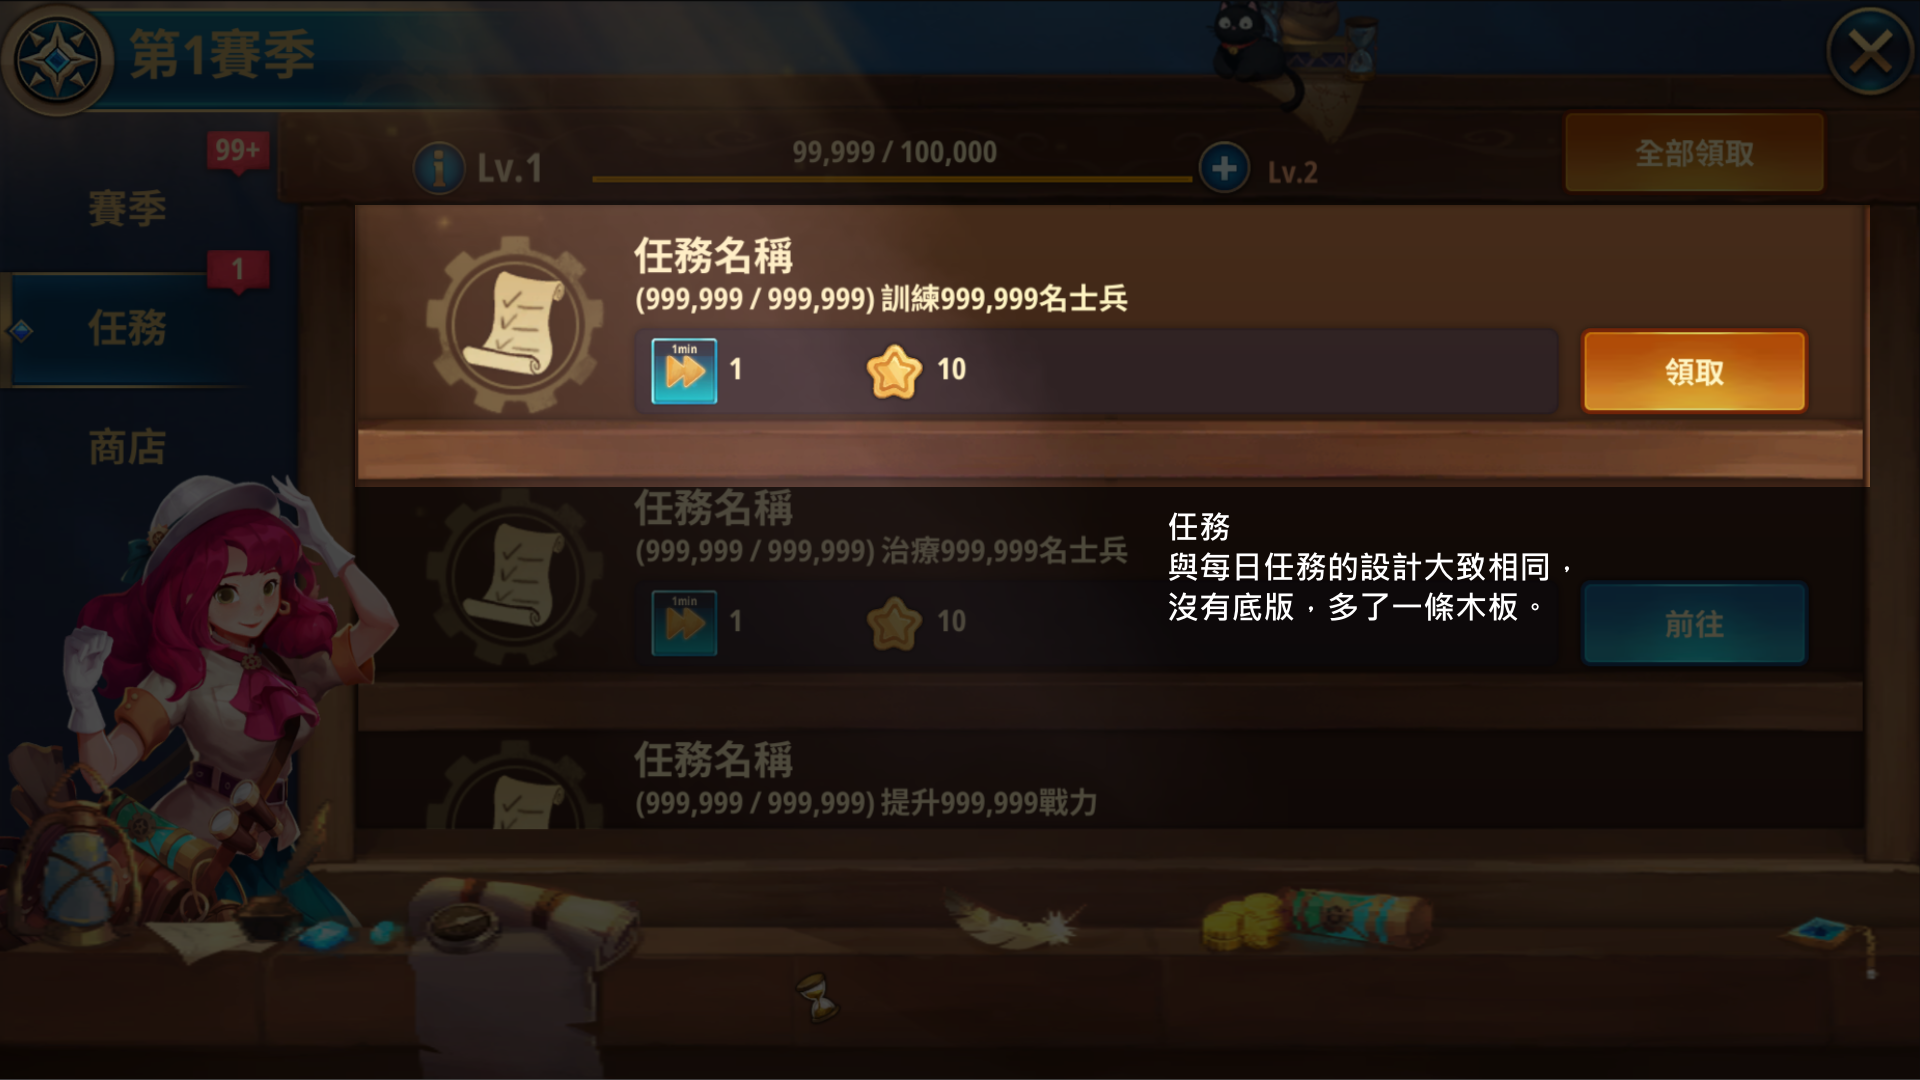 第1賽季
99+
賽季
1
任務
商店
Lv.1
99,999 / 100,000
Lv.2
全部領取
任務名稱
(999,999 / 999,999) 訓練999,999名士兵
1min
1
10
領取
任務名稱
(999,999 / 999,999) 治療999,999名士兵
1min
1
10
前往
任務
與每日任務的設計大致相同，
沒有底版，多了一條木板。
任務名稱
(999,999 / 999,999) 提升999,999戰力